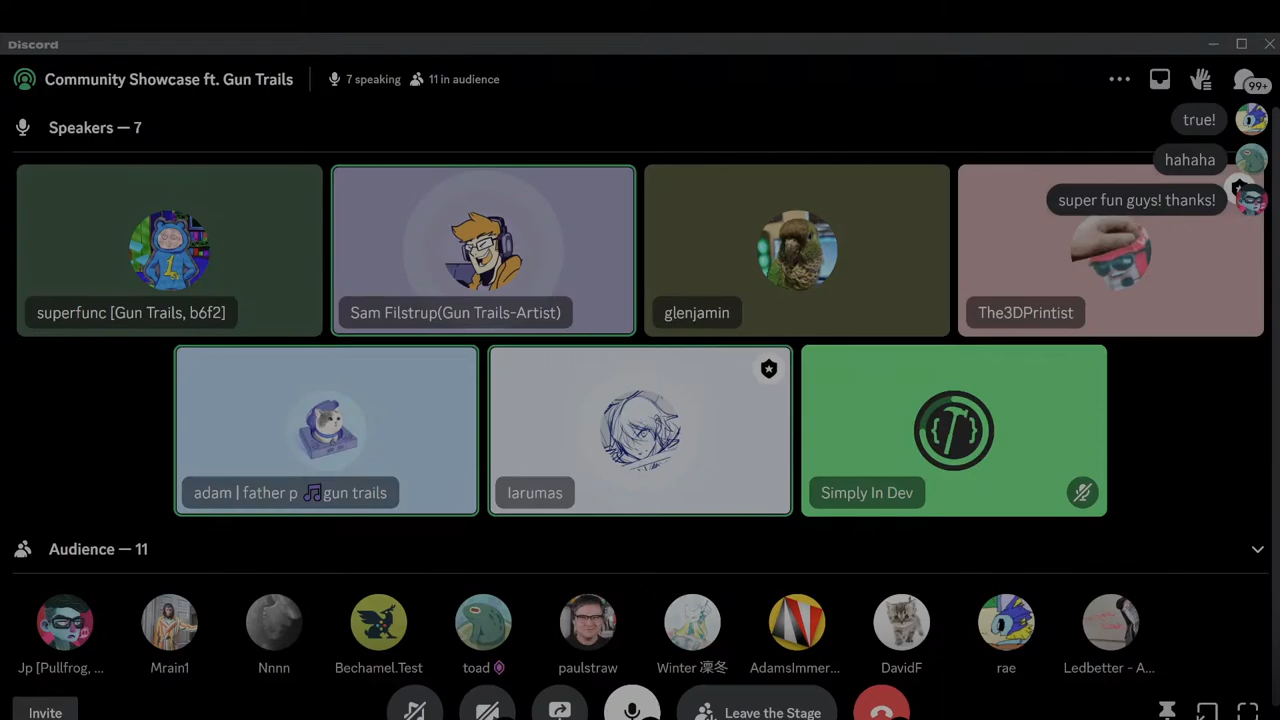 Discord
Community Showcase ft. Gun Trails
7 speaking
11 in audience
99+
true!
Speakers — 7
hahaha
super fun guys! thanks!
superfunc [Gun Trails, b6f2]
Sam Filstrup(Gun Trails-Artist)
glenjamin
The3DPrintist
adam | father p 🎵gun trails
larumas
Simply In Dev
Audience — 11
Jp [Pullfrog, ...
Mrain1
Nnnn
Bechamel.Test
toad
paulstraw
Winter 凜冬
AdamsImmer...
DavidF
rae
Ledbetter - A...
Invite
Leave the Stage